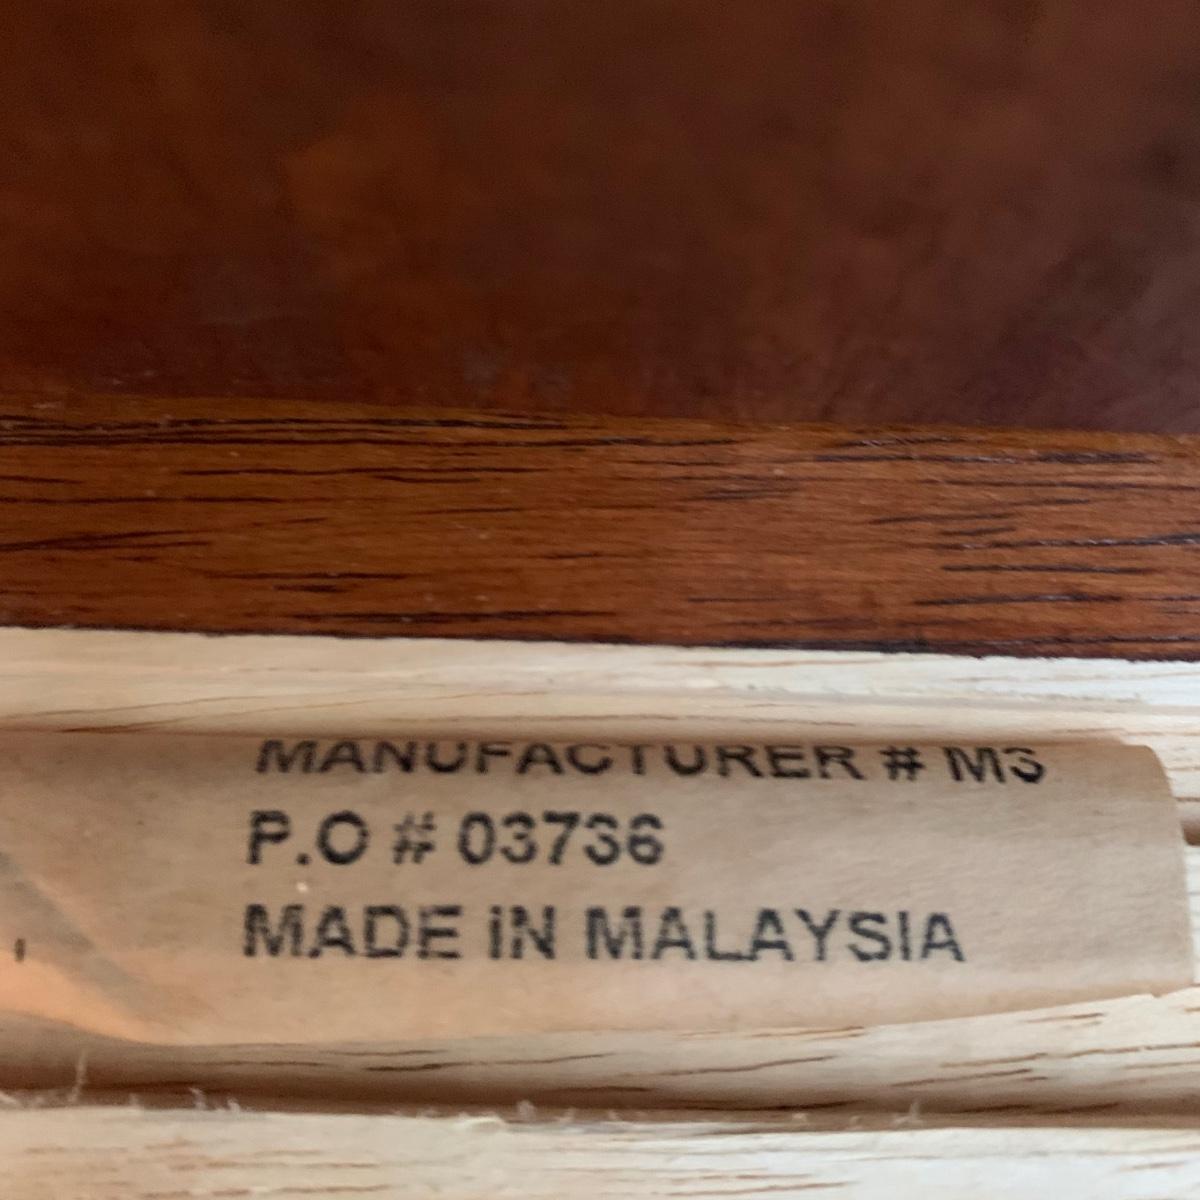 MANUFACTURER # M3
P.O # 03736
MADE IN MALAYSIA